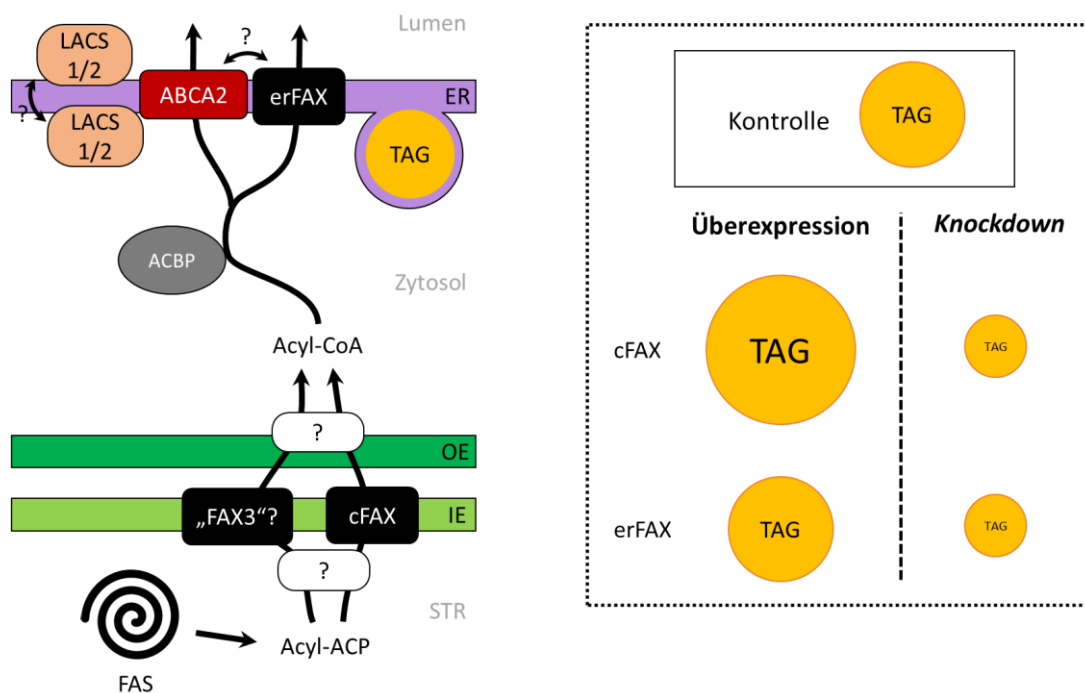 Lumen
LACS
1/2
?
ABCA2
erFAX
ER
?
LACS
1/2
TAG
ACBP
Zytosol
Acyl-CoA
?
OE
„FAX3“?
cFAX
IE
?
STR
Acyl-ACP
FAS
Kontrolle
TAG
Überexpression
Knockdown
cFAX
TAG
TAG
erFAX
TAG
TAG